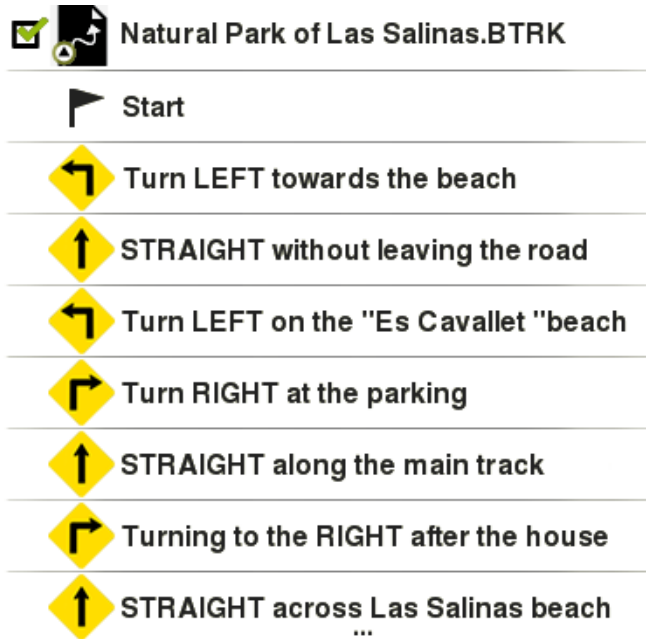 Natural Park of Las Salinas.BTRK
Start
Turn LEFT towards the beach
STRAIGHT without leaving the road
Turn LEFT on the "Es Cavallet "beach
Turn RIGHT at the parking
STRAIGHT along the main track
Turning to the RIGHT after the house
STRAIGHT across Las Salinas beach
...